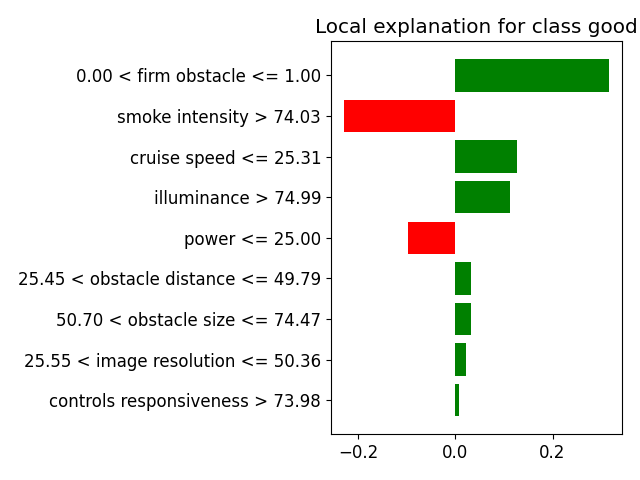 Local explanation for class good
0.00 < firm obstacle <= 1.00
smoke intensity > 74.03
cruise speed <= 25.31
illuminance > 74.99
power <= 25.00
25.45 < obstacle distance <= 49.79
50.70 < obstacle size <= 74.47
25.55 < image resolution <= 50.36
controls responsiveness > 73.98
−0.2 0.0 0.2